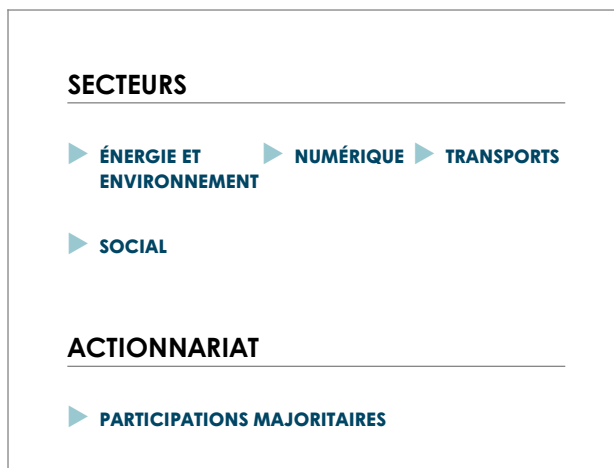 SECTEURS
ÉNERGIE ET ENVIRONNEMENT
NUMÉRIQUE
TRANSPORTS
SOCIAL
ACTIONNARIAT
PARTICIPATIONS MAJORITAIRES